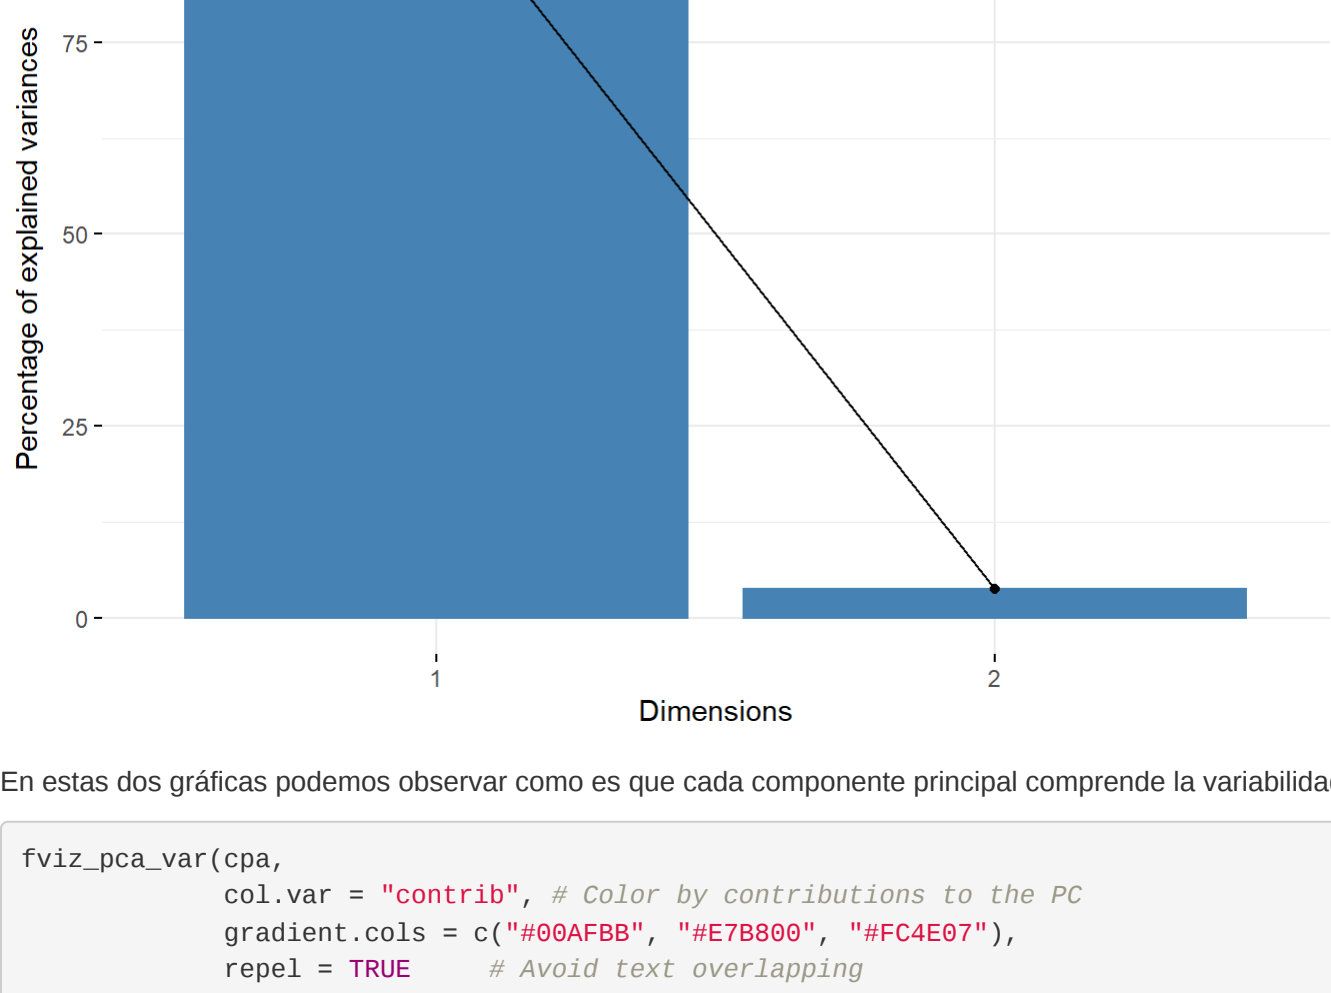 Percentage of explained variances
75
50
25
0
1 2
Dimensions
En estas dos gráficas podemos observar como es que cada componente principal comprende la
fviz_pca_var(cpa,
col.var = "contrib", # Color by contributions to the PC
gradient.cols = c("#00AFBB", "#E7B800", "#FC4E07"),
repel = TRUE # Avoid text overlapping